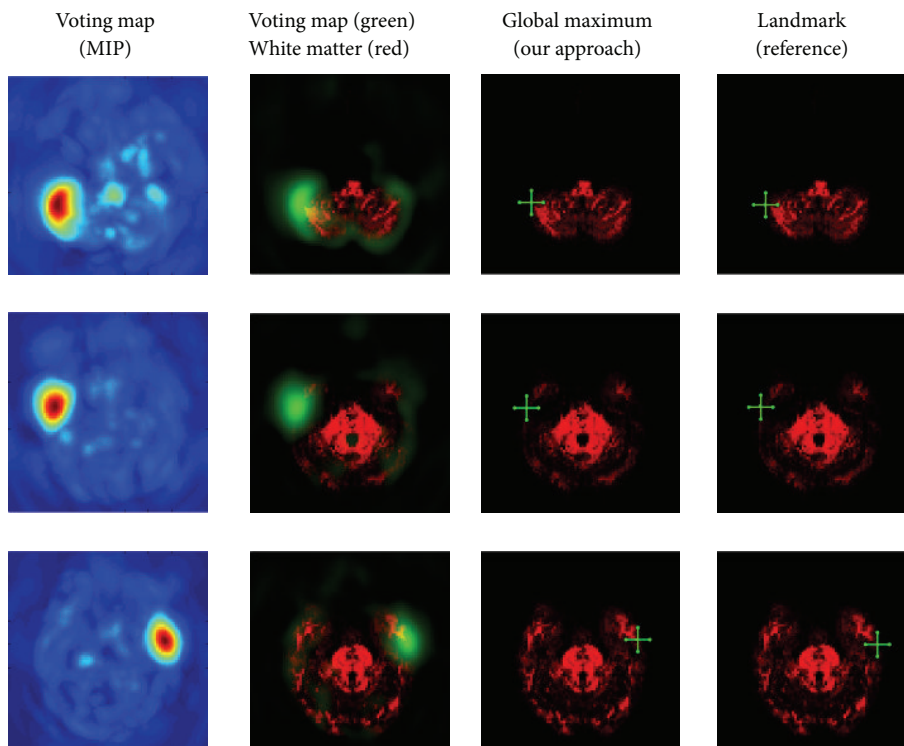 Voting map
(MIP)
Voting map (green)
White matter (red)
Global maximum
(our approach)
Landmark
(reference)